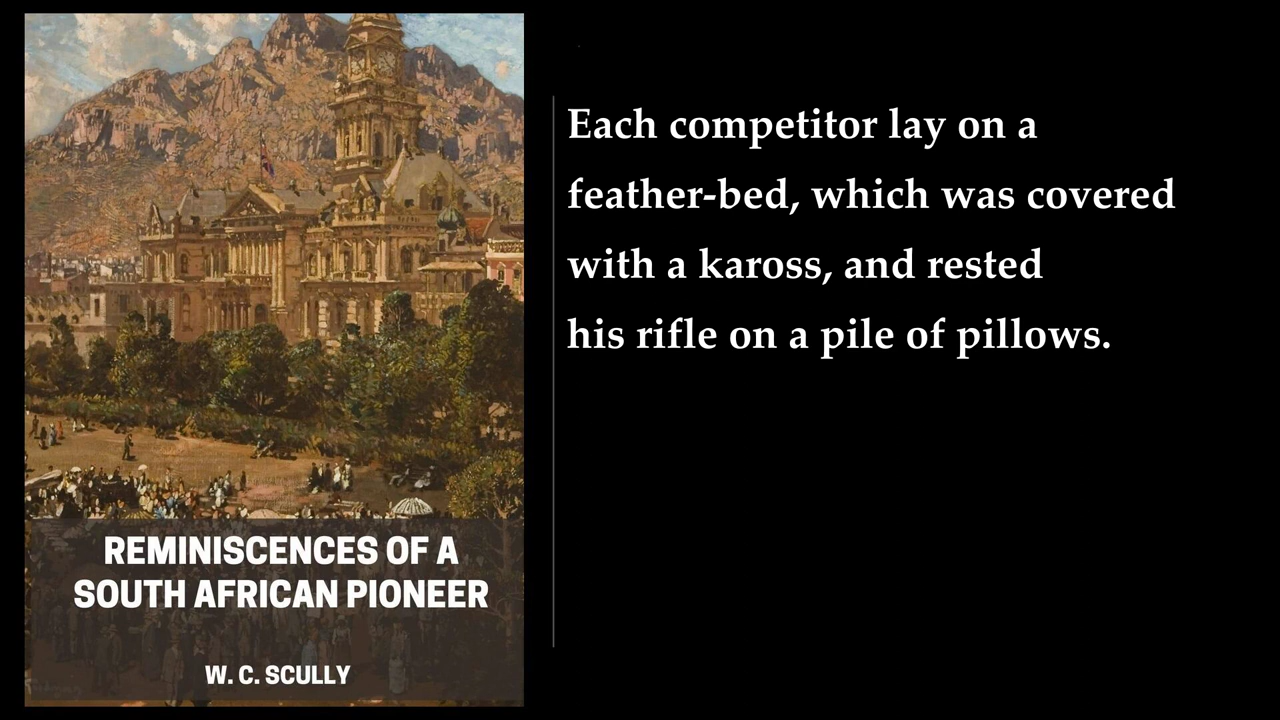 Each competitor lay on a
feather-bed, which was covered
with a kaross, and rested
his rifle on a pile of pillows.
REMINISCENCES OF A
SOUTH AFRICAN PIONEER
W. C. SCULLY